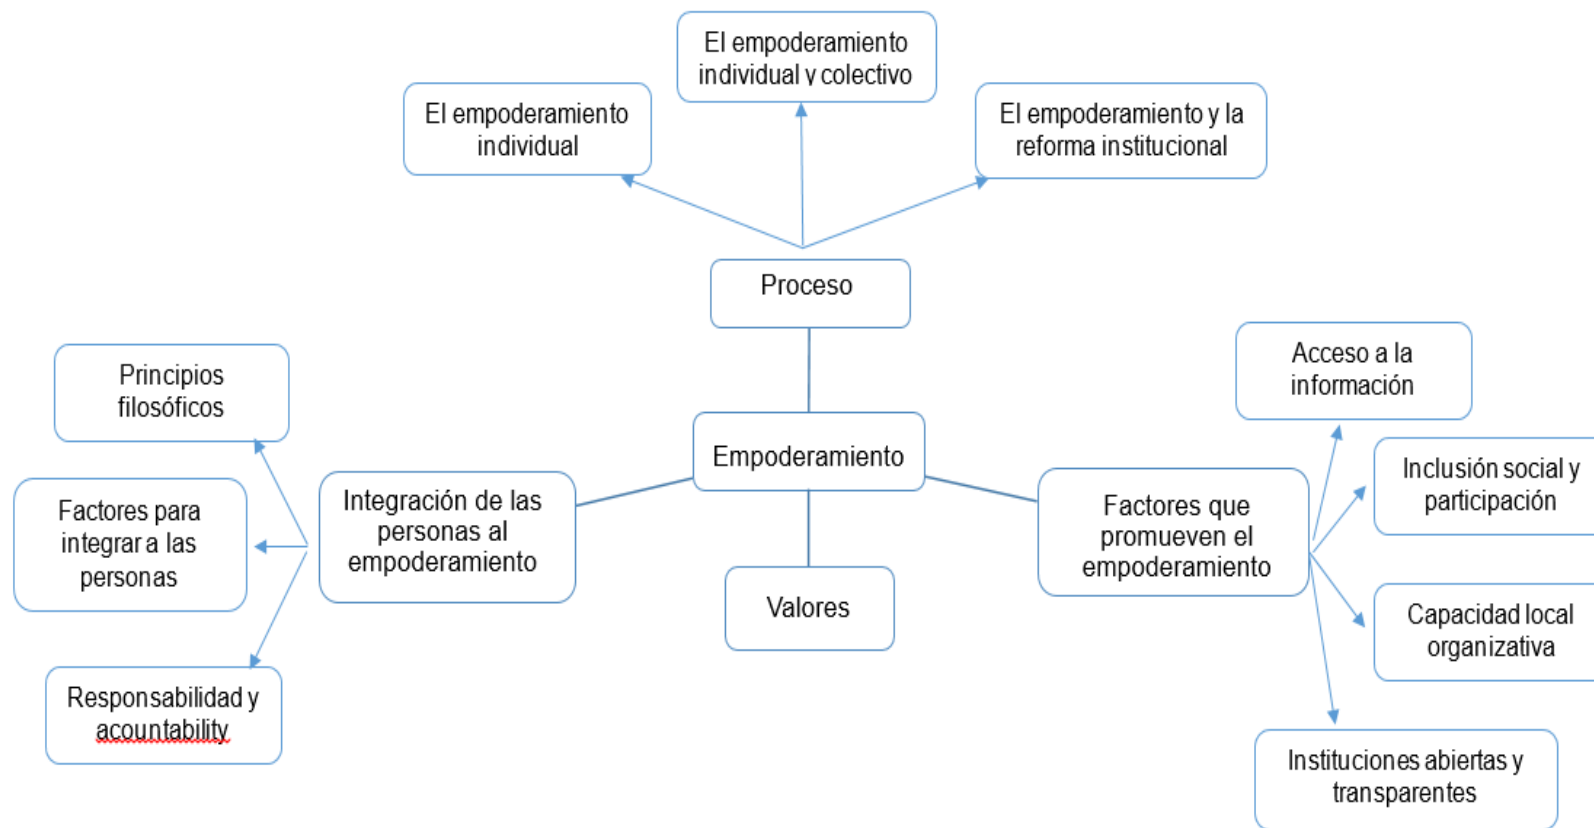 El empoderamiento
individual y colectivo
El empoderamiento
individual
El empoderamiento y la
reforma institucional
Proceso
Principios
filosóficos
Acceso a la
información
Empoderamiento
Integración de las
personas al
empoderamiento
Factores que
promueven el
empoderamiento
Inclusión social y
participación
Factores para
integrar a las
personas
Valores
Capacidad local
organizativa
Responsabilidad y
acountability
Instituciones abiertas y
transparentes